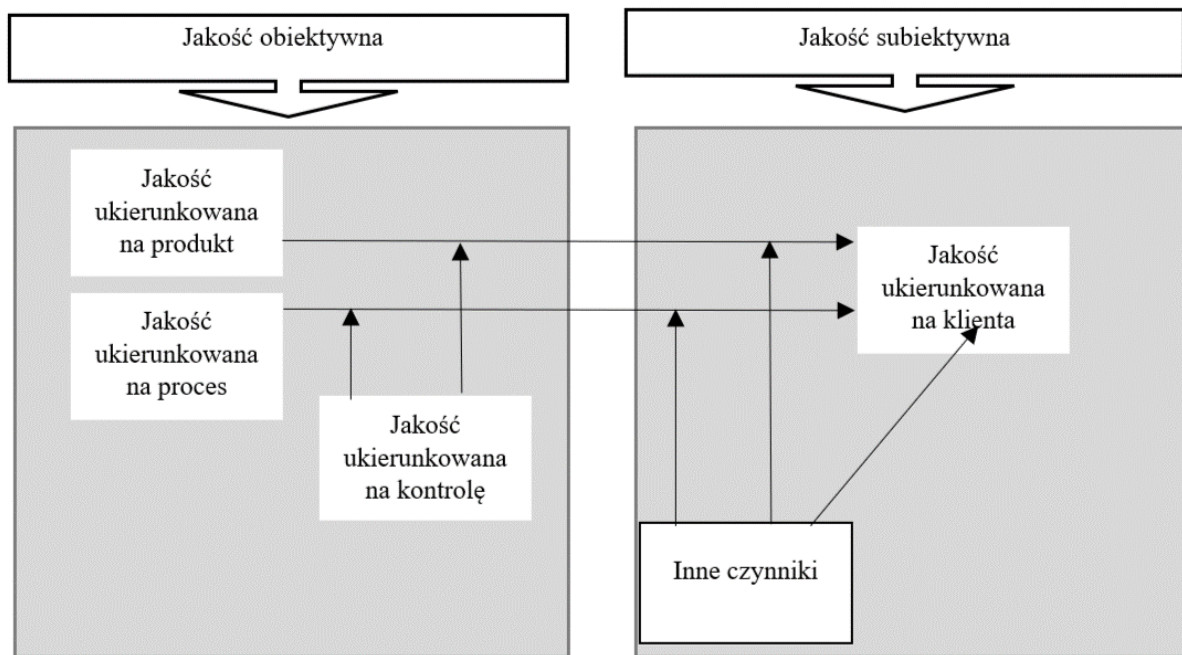 Jakość obiektywna
Jakość subiektywna
Jakość
ukierunkowana
na produkt
Jakość
ukierunkowana
na proces
Jakość
ukierunkowana
na kontrolę
Jakość
ukierunkowana
na klienta
Inne czynniki